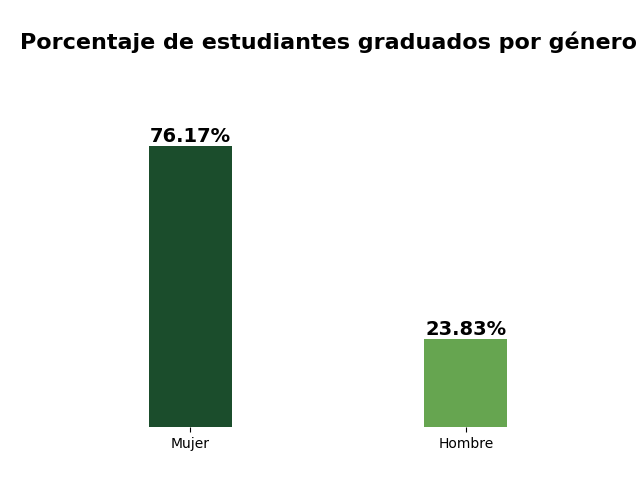 Porcentaje de estudiantes graduados por género
76.17%
23.83%
Mujer
Hombre